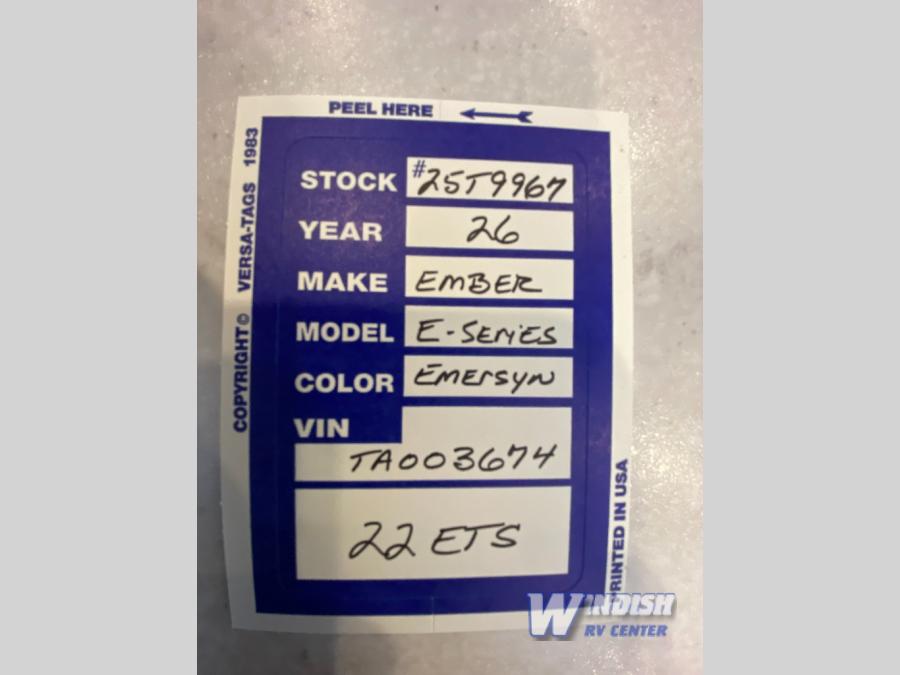 PEEL HERE
COPYRIGHT© VERSA-TAGS 1983
STOCK #25T9967
YEAR 26
MAKE EMBER
MODEL E-SERIES
COLOR EMERSYN
VIN
TA003674
22 ETS
PRINTED IN USA
WINDISH
RV CENTER